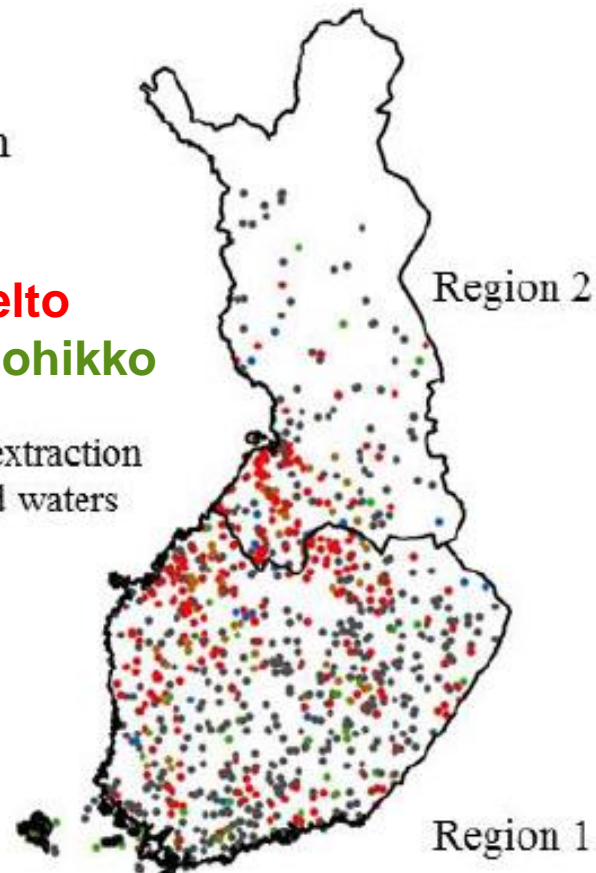 n
Region 2
elto
ohikko
extraction
d waters
Region 1